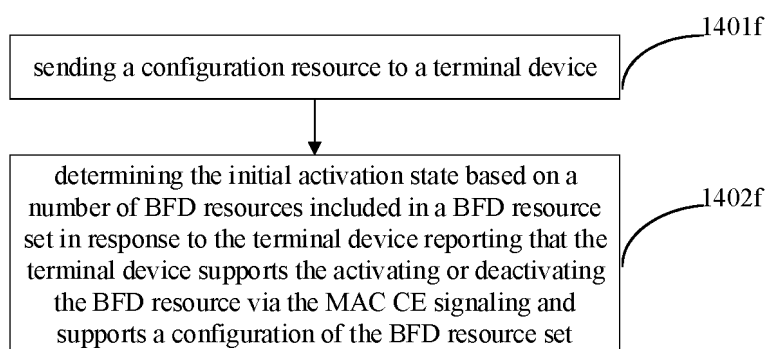 1401f
sending a configuration resource to a terminal device
determining the initial activation state based on a
number of BFD resources included in a BFD resource
set in response to the terminal device reporting that the
terminal device supports the activating or deactivating
the BFD resource via the MAC CE signaling and
supports a configuration of the BFD resource set
1402f